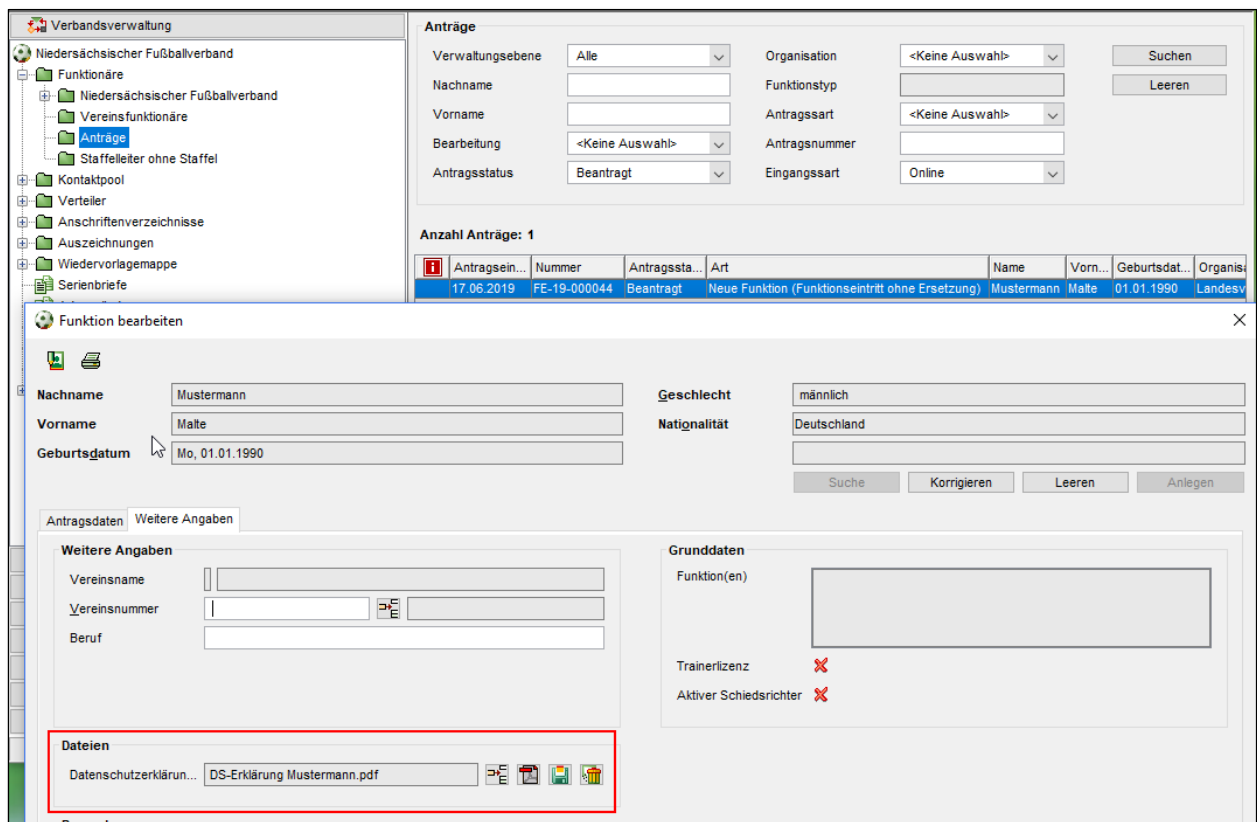 Verbandsverwaltung
Niedersächsischer Fußballverband
Funktionäre
Niedersächsischer Fußballverband
Vereinsfunktionäre
Anträge
Staffelleiter ohne Staffel
Kontaktpool
Verteiler
Anschriftenverzeichnisse
Auszeichnungen
Wiedervorlagemappe
Serienbriefe
Anträge
Verwaltungsebene Alle Organisation <Keine Auswahl> Suchen
Nachname Funktionstyp Leeren
Vorname Antragssart <Keine Auswahl>
Bearbeitung <Keine Auswahl> Antragsnummer
Antragsstatus Beantragt Eingangssart Online
Anzahl Anträge: 1
Antragsein... Nummer Antragssta... Art Name Vorn... Geburtsdat... Organisa
17.06.2019 FE-19-000044 Beantragt Neue Funktion (Funktionseintritt ohne Ersetzung) Mustermann Malte 01.01.1990 Landesv
Funktion bearbeiten
Nachname Mustermann Geschlecht männlich
Vorname Malte Nationalität Deutschland
Geburtsdatum Mo, 01.01.1990
Suche Korrigieren Leeren Anlegen
Antragsdaten Weitere Angaben
Weitere Angaben Grunddaten
Vereinsname Funktion(en)
Vereinsnummer
Beruf
Trainerlizenz
Aktiver Schiedsrichter
Dateien
Datenschutzerklärun... DS-Erklärung Mustermann.pdf